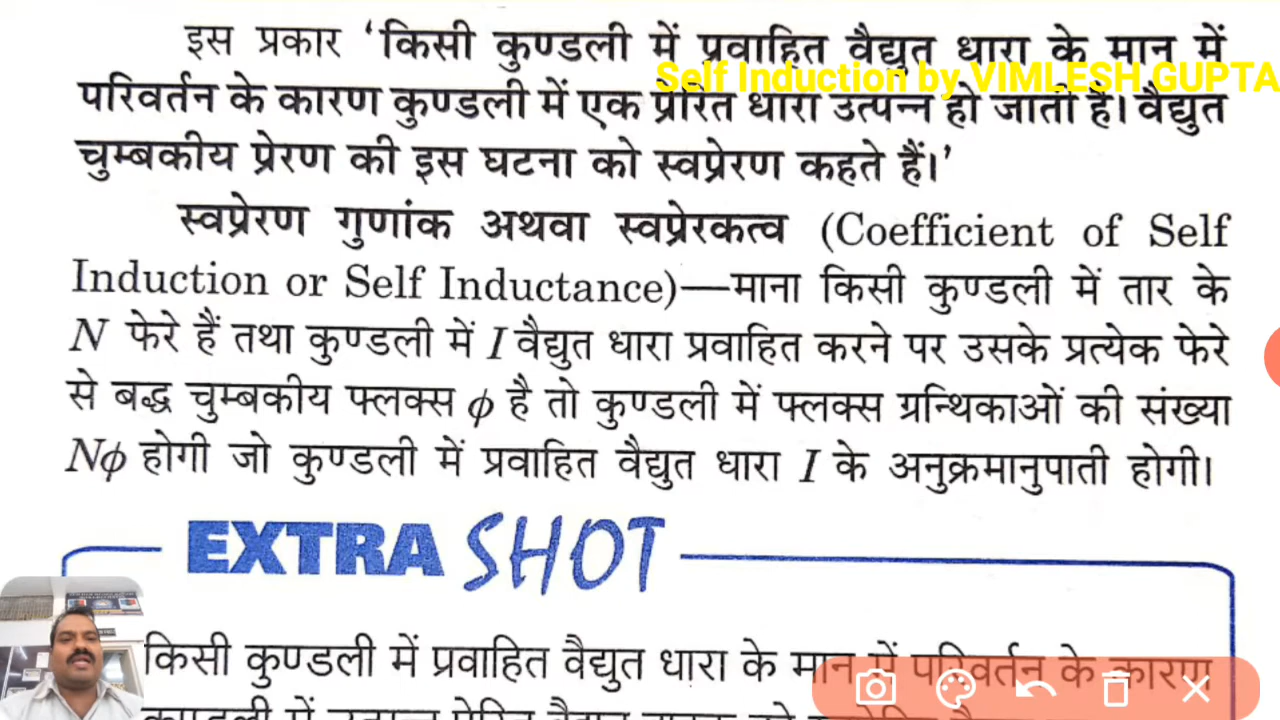 इस प्रकार ‘किसी कुण्डली में प्रवाहित वैद्युत धारा के मान में
Self Induction by VIMLESH GUPTA
परिवर्तन के कारण कुण्डली में एक प्रेरित धारा उत्पन्न हो जाती है। वैद्युत
चुम्बकीय प्रेरण की इस घटना को स्वप्रेरण कहते हैं।’
स्वप्रेरण गुणांक अथवा स्वप्रेरकत्व (Coefficient of Self
Induction or Self Inductance)—माना किसी कुण्डली में तार के
N फेरे हैं तथा कुण्डली में I वैद्युत धारा प्रवाहित करने पर उसके प्रत्येक फेरे
से बद्ध चुम्बकीय फ्लक्स ϕ है तो कुण्डली में फ्लक्स ग्रन्थिकाओं की संख्या
Nϕ होगी जो कुण्डली में प्रवाहित वैद्युत धारा I के अनुक्रमानुपाती होगी।
EXTRA SHOT
किसी कुण्डली में प्रवाहित वैद्युत धारा के मान में परिवर्तन के कारण